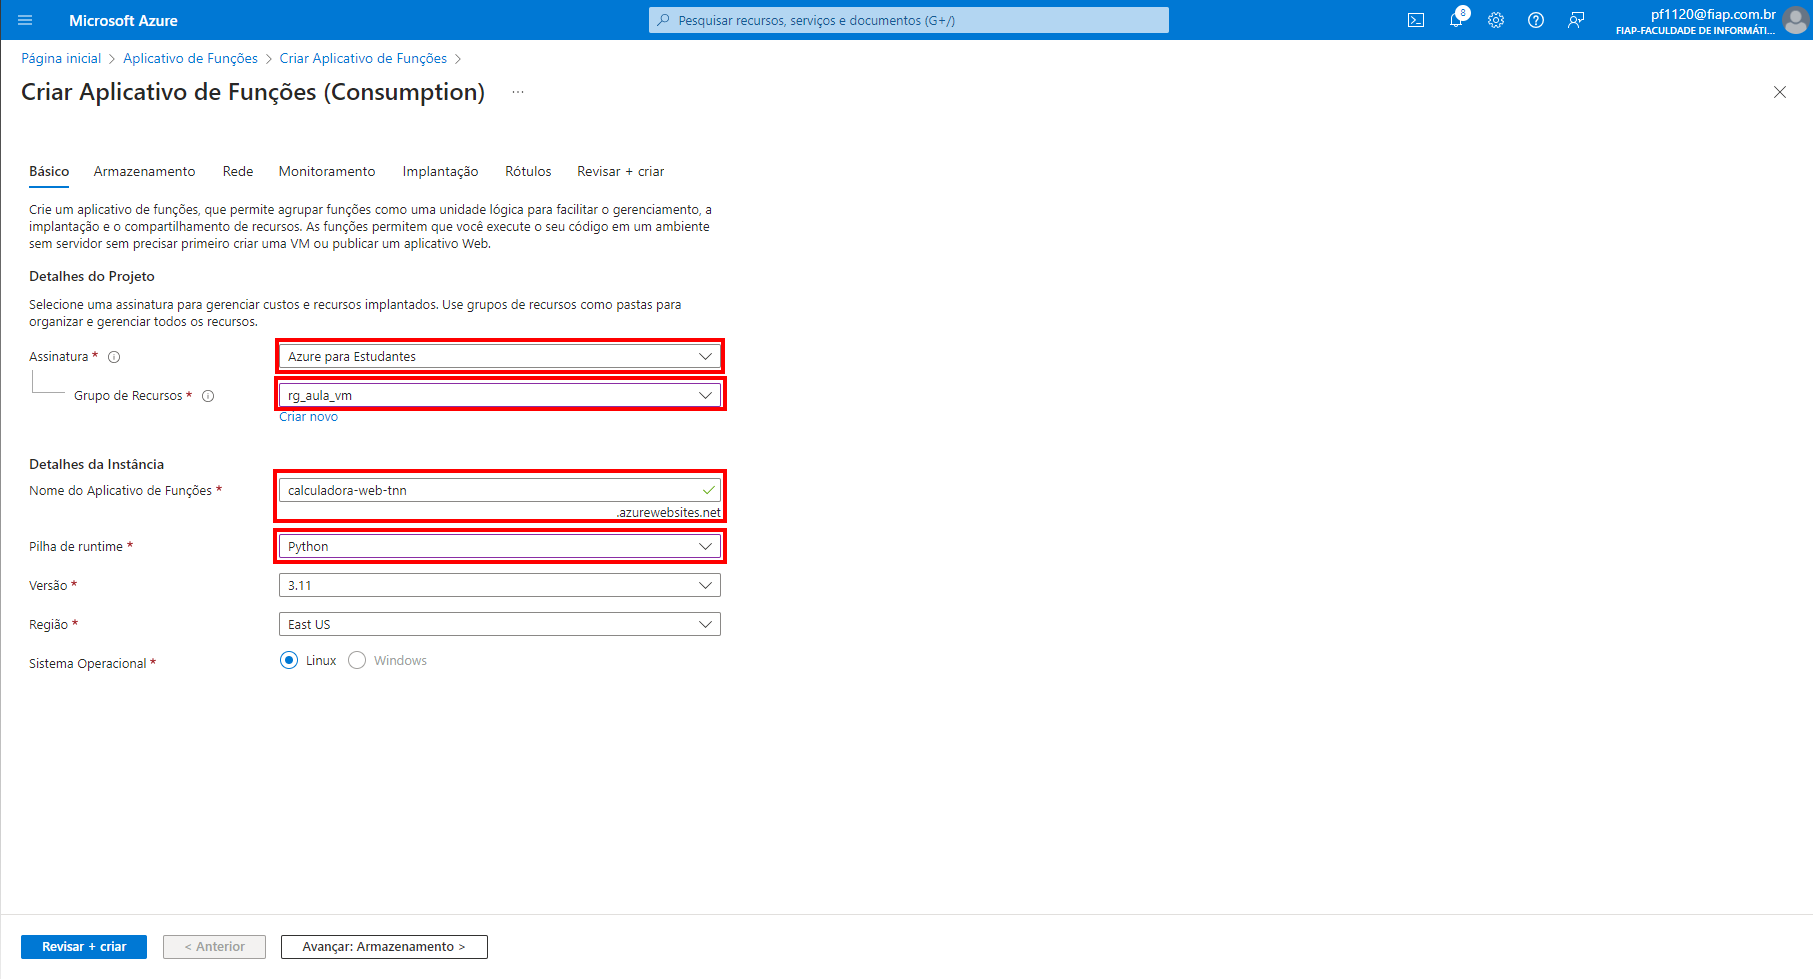 Microsoft Azure
Pesquisar recursos, serviços e documentos (G+/)
8
pf1120@fiap.com.br
FIAP-FACULDADE DE INFORMÁTI...
Página inicial > Aplicativo de Funções > Criar Aplicativo de Funções >
Criar Aplicativo de Funções (Consumption) ...
Básico Armazenamento Rede Monitoramento Implantação Rótulos Revisar + criar
Crie um aplicativo de funções, que permite agrupar funções como uma unidade lógica para facilitar o gerenciamento, a
implantação e o compartilhamento de recursos. As funções permitem que você execute o seu código em um ambiente
sem servidor sem precisar primeiro criar uma VM ou publicar um aplicativo Web.
Detalhes do Projeto
Selecione uma assinatura para gerenciar custos e recursos implantados. Use grupos de recursos como pastas para
organizar e gerenciar todos os recursos.
Assinatura * Azure para Estudantes
Grupo de Recursos * rg_aula_vm
Criar novo
Detalhes da Instância
Nome do Aplicativo de Funções * calculadora-web-tnn
.azurewebsites.net
Pilha de runtime * Python
Versão * 3.11
Região * East US
Sistema Operacional * Linux Windows
Revisar + criar < Anterior Avançar: Armazenamento >